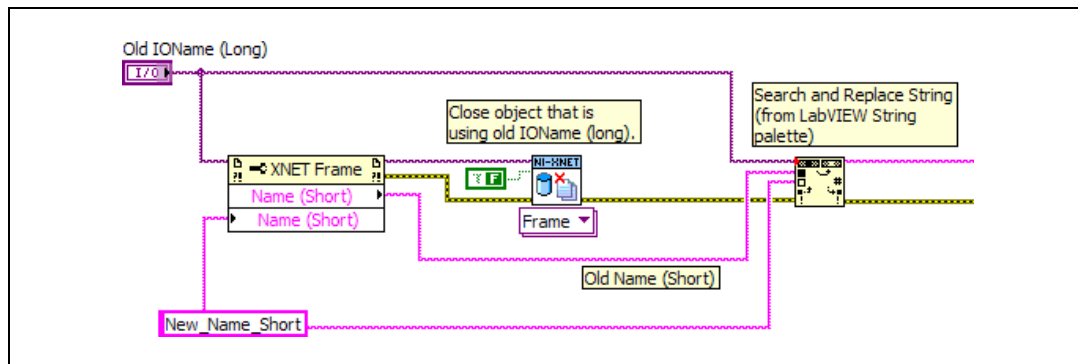 Old IOName (Long)
I/O
Close object that is
using old IOName (long).
Search and Replace String
(from LabVIEW String
palette)
XNET Frame
Name (Short)
Name (Short)
NI-XNET
? F
Frame
Old Name (Short)
New_Name_Short